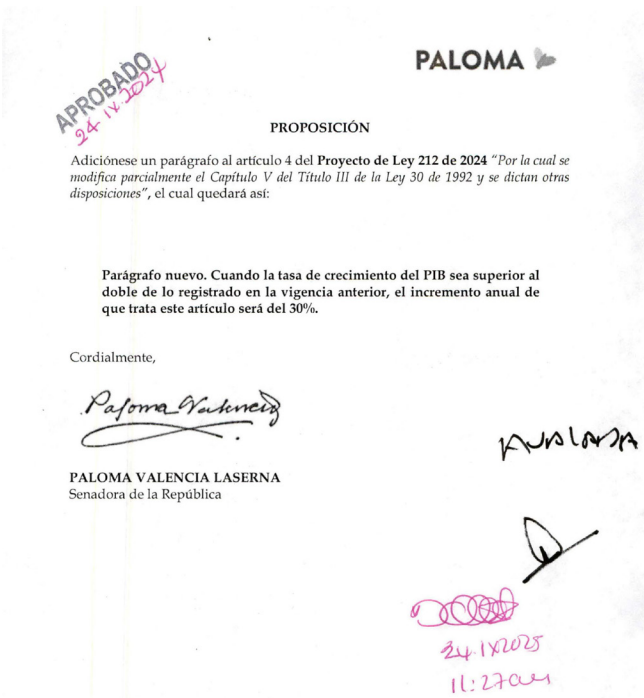 PALOMA
APROBADO
24-IX-2024
PROPOSICIÓN
Adiciónese un parágrafo al artículo 4 del Proyecto de Ley 212 de 2024 "Por la cual se
modifica parcialmente el Capítulo V del Título III de la Ley 30 de 1992 y se dictan otras
disposiciones", el cual quedará así:
Parágrafo nuevo. Cuando la tasa de crecimiento del PIB sea superior al
doble de lo registrado en la vigencia anterior, el incremento anual de
que trata este artículo será del 30%.
Cordialmente,
Paloma Valencia
PALOMA VALENCIA LASERNA
Senadora de la República
AVALADA
24.IX2025
11:27am